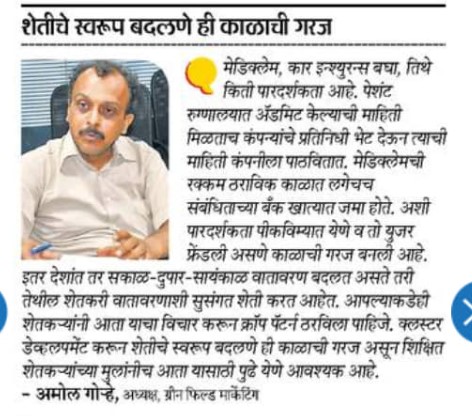 शेतीचे स्वरूप बदलणे ही काळाची गरज
मेडिक्लेम, कार इन्शुरन्स बघा, तिथे
किती पारदर्शकता आहे. पेशंट
रुग्णालयात ॲडमिट केल्याची माहिती
मिळताच कंपन्यांचे प्रतिनिधी भेट देऊन त्याची
माहिती कंपनीला पाठवितात. मेडिक्लेमची
रक्कम ठराविक काळात लगेचच
संबंधिताच्या बँक खात्यात जमा होते. अशी
पारदर्शकता पीकविम्यात येणे व तो युजर
फ्रेंडली असणे काळाची गरज बनली आहे.
इतर देशांत तर सकाळ-दुपार-सायंकाळ वातावरण बदलत असते तरी
तेथील शेतकरी वातावरणाशी सुसंगत शेती करत आहेत. आपल्याकडेही
शेतकऱ्यांनी आता याचा विचार करून क्रॉप पॅटर्न ठरविला पाहिजे. क्लस्टर
डेव्हलपमेंट करून शेतीचे स्वरूप बदलणे ही काळाची गरज असून शिक्षित
शेतकऱ्यांच्या मुलांनीच आता यासाठी पुढे येणे आवश्यक आहे.
– अमोल गोऱ्हे, अध्यक्ष, ग्रीन फिल्ड मार्केटिंग